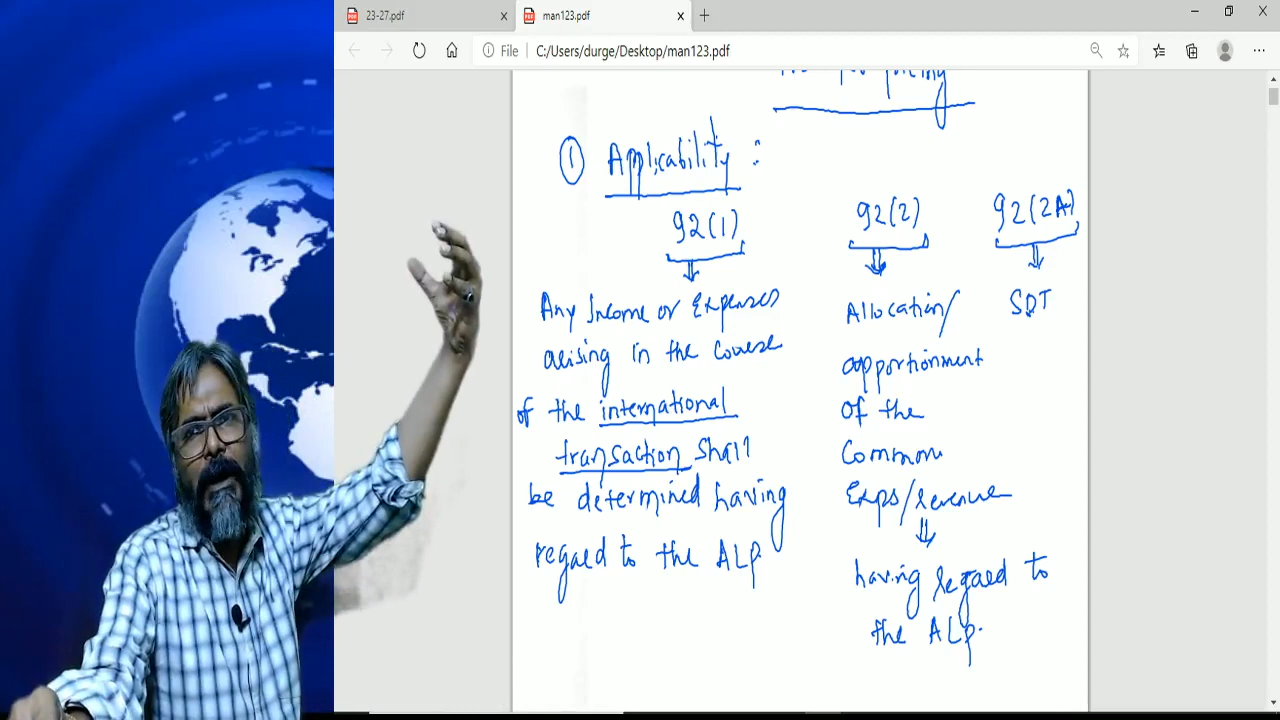 23-27.pdf
man123.pdf
File C:/Users/durge/Desktop/man123.pdf
pricing
① Applicability :
92(1)
Any Income or Expenses
arising in the course
of the international
transaction shall
be determined having
regard to the ALP
92(2)
Allocation/
apportionment
of the
Common
Exps/revenue
having regard to
the ALP.
92(2A)
SDT